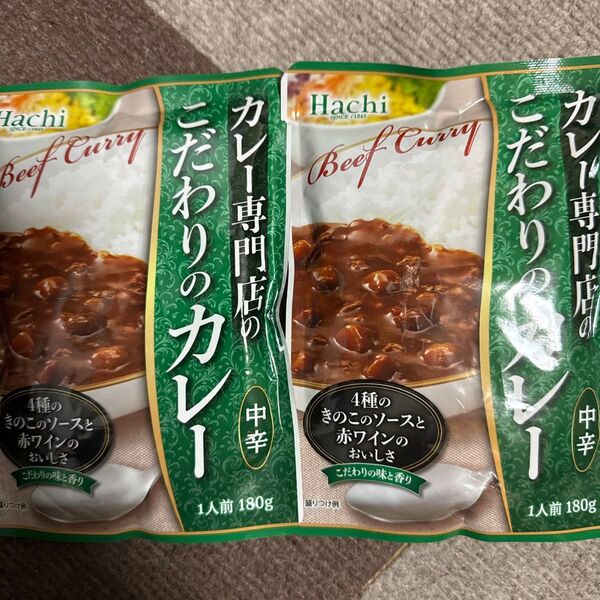 Hachi
SINCE 1845
Beef Curry
カレー専門店の
こだわりのカレー
中辛
4種の
きのこのソースと
赤ワインの
おいしさ
こだわりの味と香り
盛りつけ例
1人前 180g
Hachi
SINCE 1845
Beef Curry
カレー専門店の
こだわりのカレー
中辛
4種の
きのこのソースと
赤ワインの
おいしさ
こだわりの味と香り
(盛りつけ例)
1人前 180g